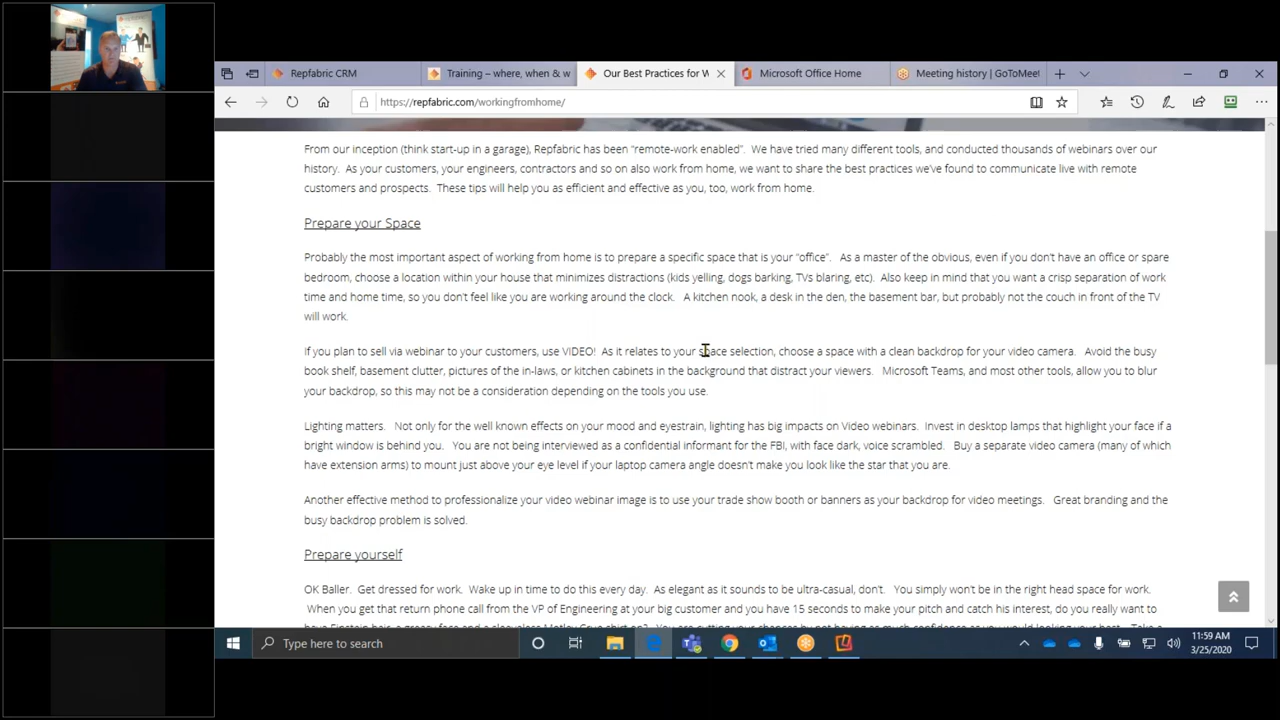 Repfabric CRM
Training – where, when & w
Our Best Practices for W
Microsoft Office Home
Meeting history | GoToMeet
https://repfabric.com/workingfromhome/
From our inception (think start-up in a garage), Repfabric has been “remote-work enabled”. We have tried many different tools, and conducted thousands of webinars over our
history. As your customers, your engineers, contractors and so on also work from home, we want to share the best practices we’ve found to communicate live with remote
customers and prospects. These tips will help you as efficient and effective as you, too, work from home.
Prepare your Space
Probably the most important aspect of working from home is to prepare a specific space that is your “office”. As a master of the obvious, even if you don’t have an office or spare
bedroom, choose a location within your house that minimizes distractions (kids yelling, dogs barking, TVs blaring, etc). Also keep in mind that you want a crisp separation of work
time and home time, so you don’t feel like you are working around the clock. A kitchen nook, a desk in the den, the basement bar, but probably not the couch in front of the TV
will work.
If you plan to sell via webinar to your customers, use VIDEO! As it relates to your space selection, choose a space with a clean backdrop for your video camera. Avoid the busy
book shelf, basement clutter, pictures of the in-laws, or kitchen cabinets in the background that distract your viewers. Microsoft Teams, and most other tools, allow you to blur
your backdrop, so this may not be a consideration depending on the tools you use.
Lighting matters. Not only for the well known effects on your mood and eyestrain, lighting has big impacts on Video webinars. Invest in desktop lamps that highlight your face if a
bright window is behind you. You are not being interviewed as a confidential informant for the FBI, with face dark, voice scrambled. Buy a separate video camera (many of which
have extension arms) to mount just above your eye level if your laptop camera angle doesn’t make you look like the star that you are.
Another effective method to professionalize your video webinar image is to use your trade show booth or banners as your backdrop for video meetings. Great branding and the
busy backdrop problem is solved.
Prepare yourself
OK Baller. Get dressed for work. Wake up in time to do this every day. As elegant as it sounds to be ultra-casual, don’t. You simply won’t be in the right head space for work.
When you get that return phone call from the VP of Engineering at your big customer and you have 15 seconds to make your pitch and catch his interest, do you really want to
Type here to search
11:59 AM
3/25/2020